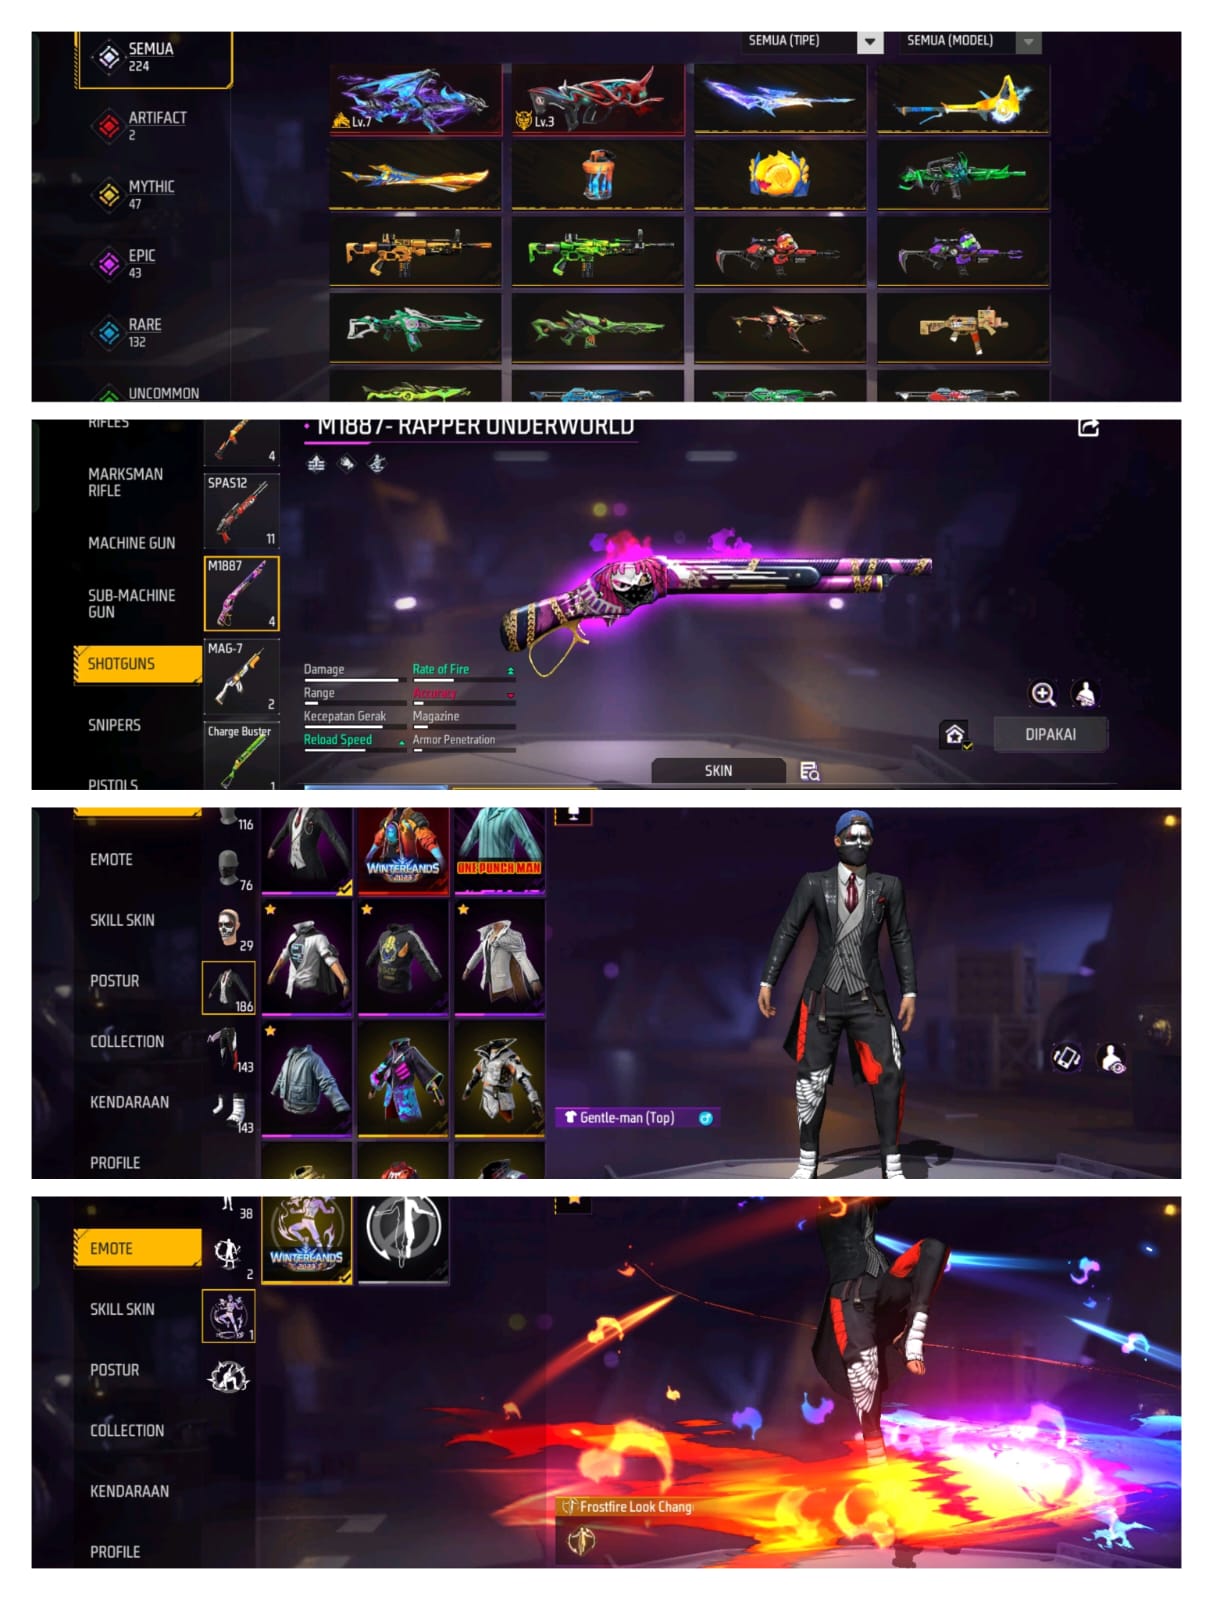 SEMUA
224
SEMUA (TIPE)
SEMUA (MODEL)
ARTIFACT
2
MYTHIC
47
EPIC
43
RARE
132
UNCOMMON
Lv.7
Lv.3
RIFLES
MARKSMAN
RIFLE
MACHINE GUN
SUB-MACHINE
GUN
SHOTGUNS
SNIPERS
PISTOLS
4
SPAS12
11
M1887
4
MAG-7
2
Charge Buster
1
M1887- RAPPER UNDERWORLD
Damage
Rate of Fire
Range
Accuracy
Kecepatan Gerak
Magazine
Reload Speed
Armor Penetration
SKIN
DIPAKAI
EMOTE
SKILL SKIN
POSTUR
COLLECTION
KENDARAAN
PROFILE
116
76
29
186
143
143
WINTERLANDS
2023
ONE PUNCH MAN
Gentle-man (Top)
EMOTE
SKILL SKIN
POSTUR
COLLECTION
KENDARAAN
PROFILE
38
2
1
WINTERLANDS
2023
Frostfire Look Chang